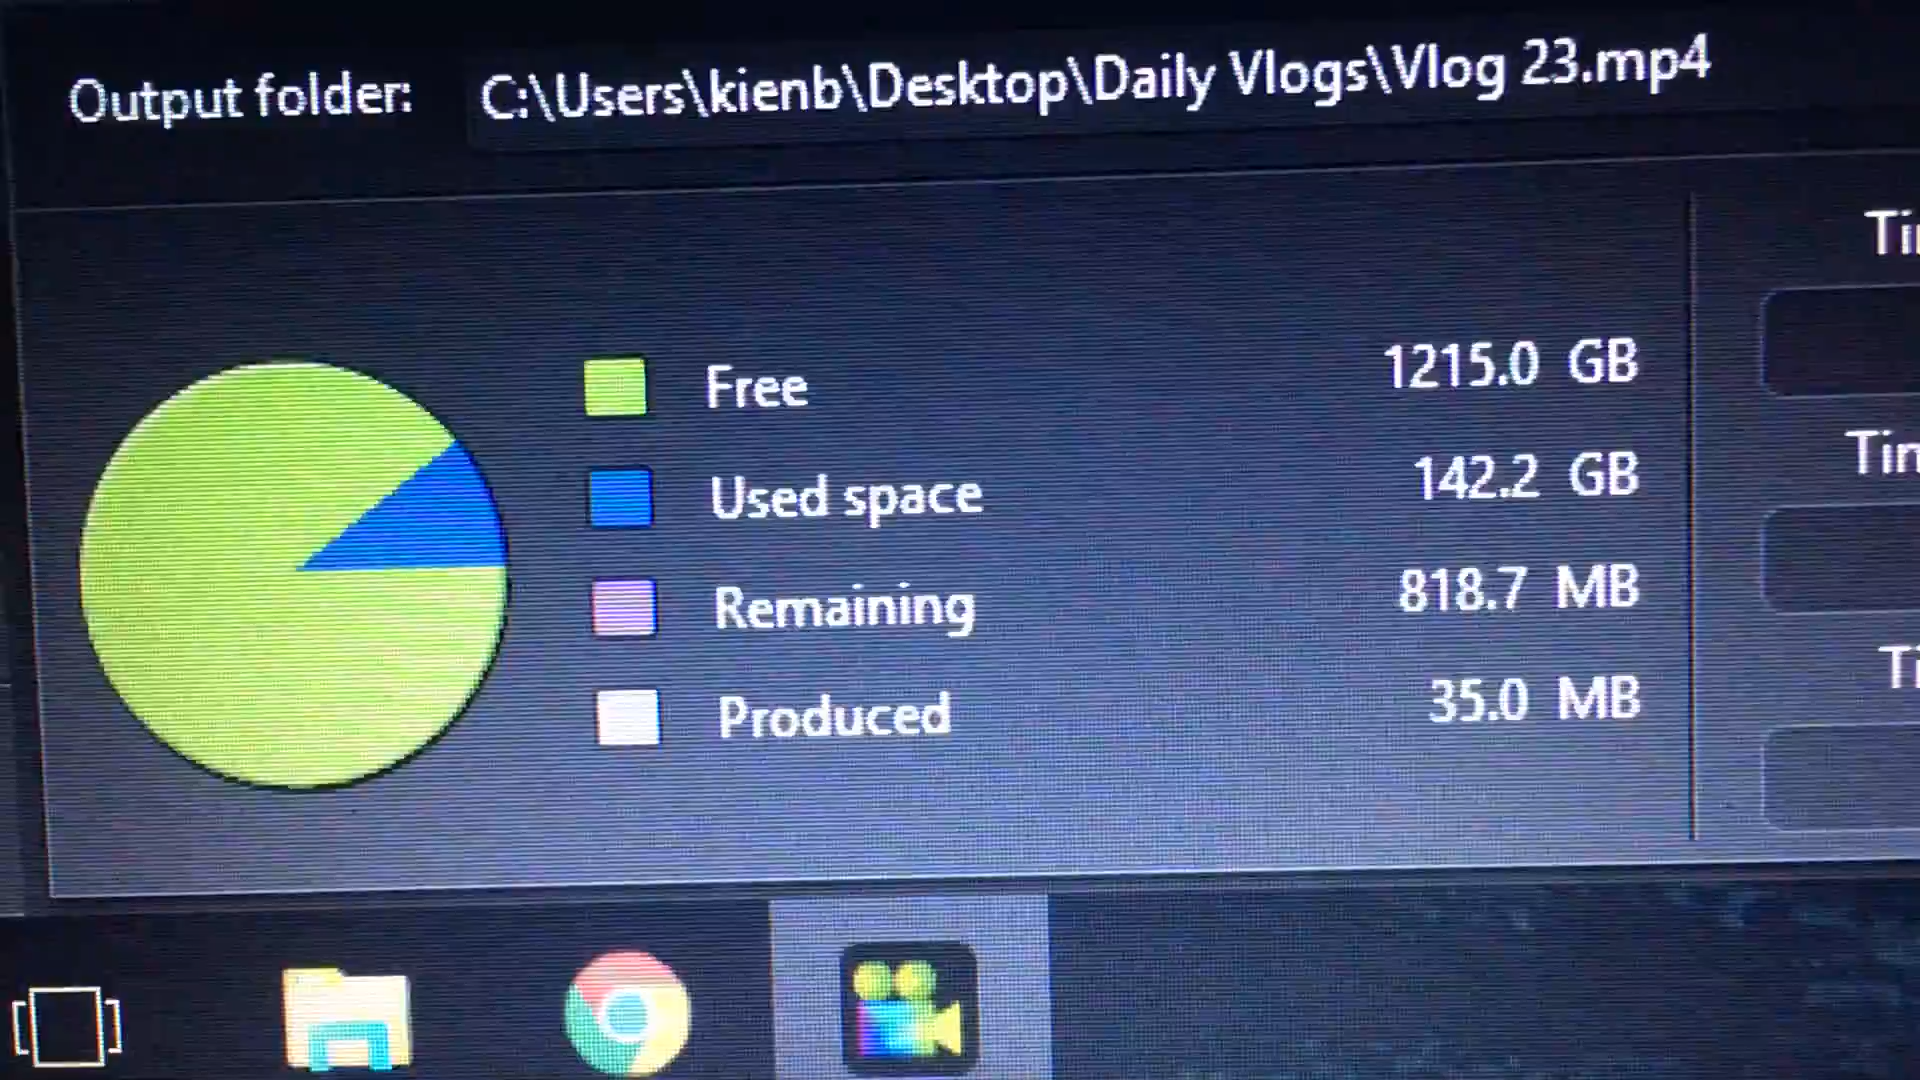 Output folder: C:\Users\kienb\Desktop\Daily Vlogs\Vlog 23.mp4
Free 1215.0 GB
Used space 142.2 GB
Remaining 818.7 MB
Produced 35.0 MB